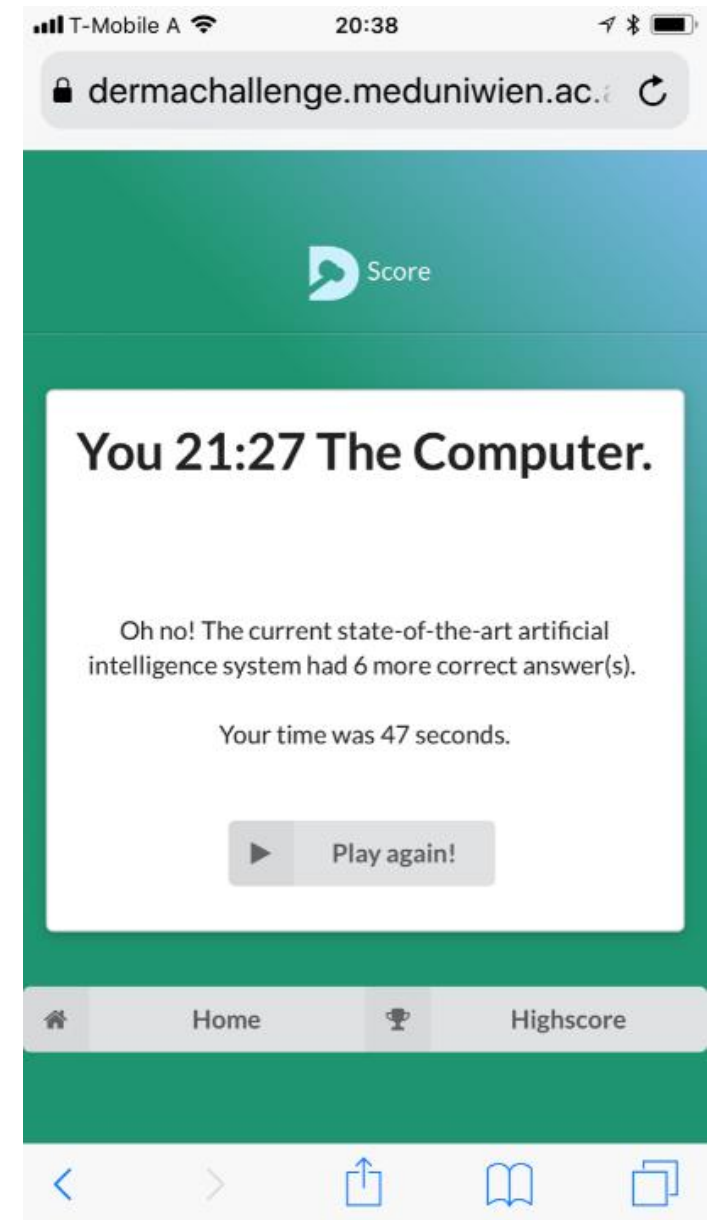 T-Mobile A 20:38
dermachallenge.meduniwien.ac.
Score
You 21:27 The Computer.
Oh no! The current state-of-the-art artificial
intelligence system had 6 more correct answer(s).
Your time was 47 seconds.
Play again!
Home Highscore